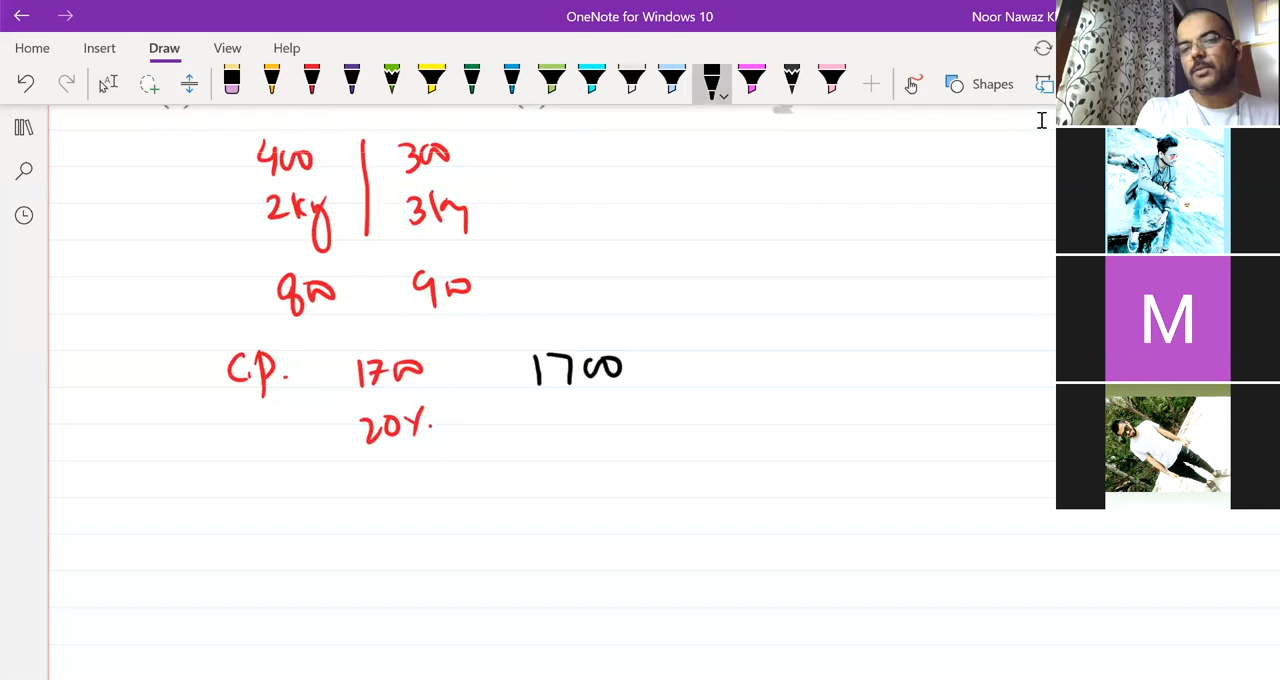 OneNote for Windows 10
Noor Nawaz K
Home Insert Draw View Help
Shapes
400 | 300
2kg | 3kg
800 900
C.P. 1700 1700
20%.
M